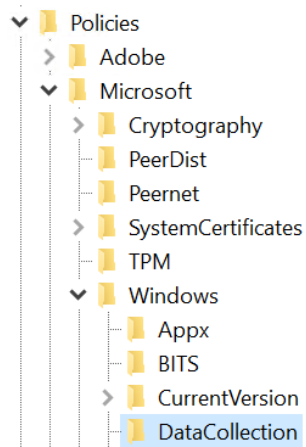 Policies
Adobe
Microsoft
Cryptography
PeerDist
Peernet
SystemCertificates
TPM
Windows
Appx
BITS
CurrentVersion
DataCollection